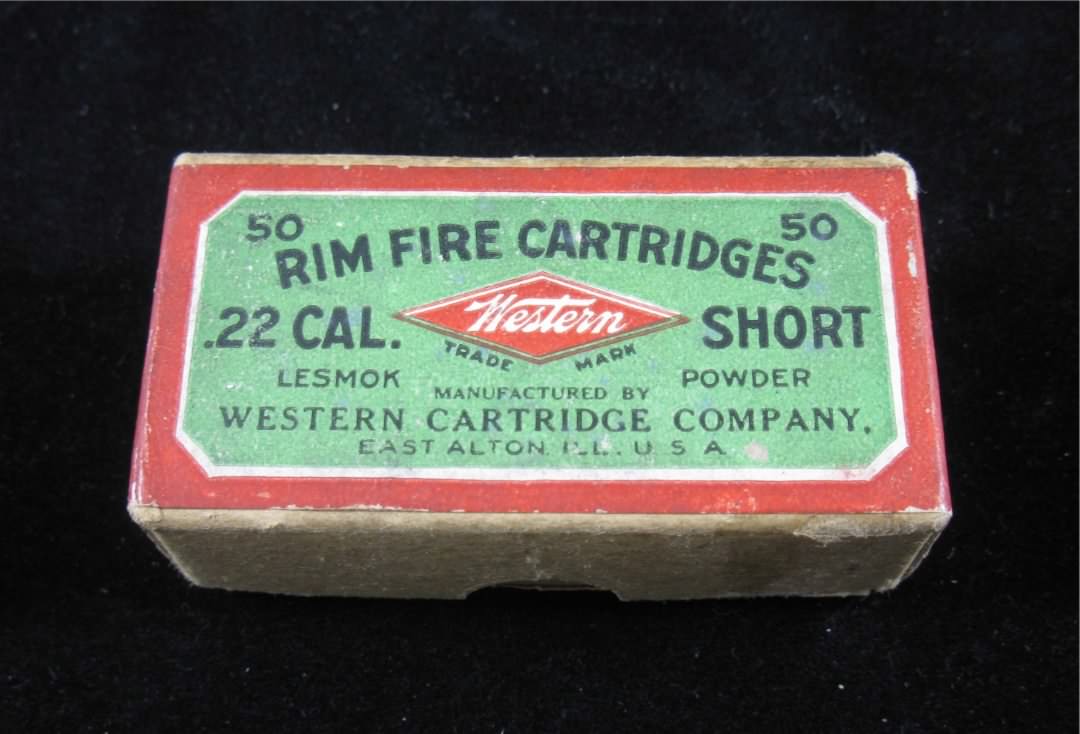 50 50
RIM FIRE CARTRIDGES
.22 CAL. Western SHORT
TRADE MARK
LESMOK POWDER
MANUFACTURED BY
WESTERN CARTRIDGE COMPANY,
EAST ALTON, ILL., U. S. A.